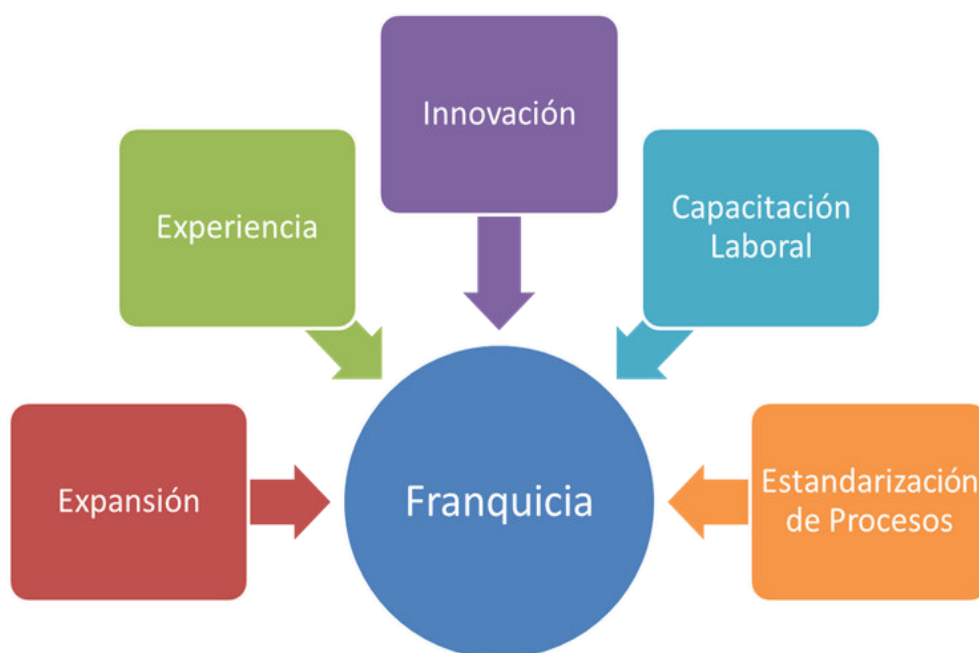 Innovación
Experiencia
Capacitación
Laboral
Expansión
Franquicia
Estandarización
de Procesos